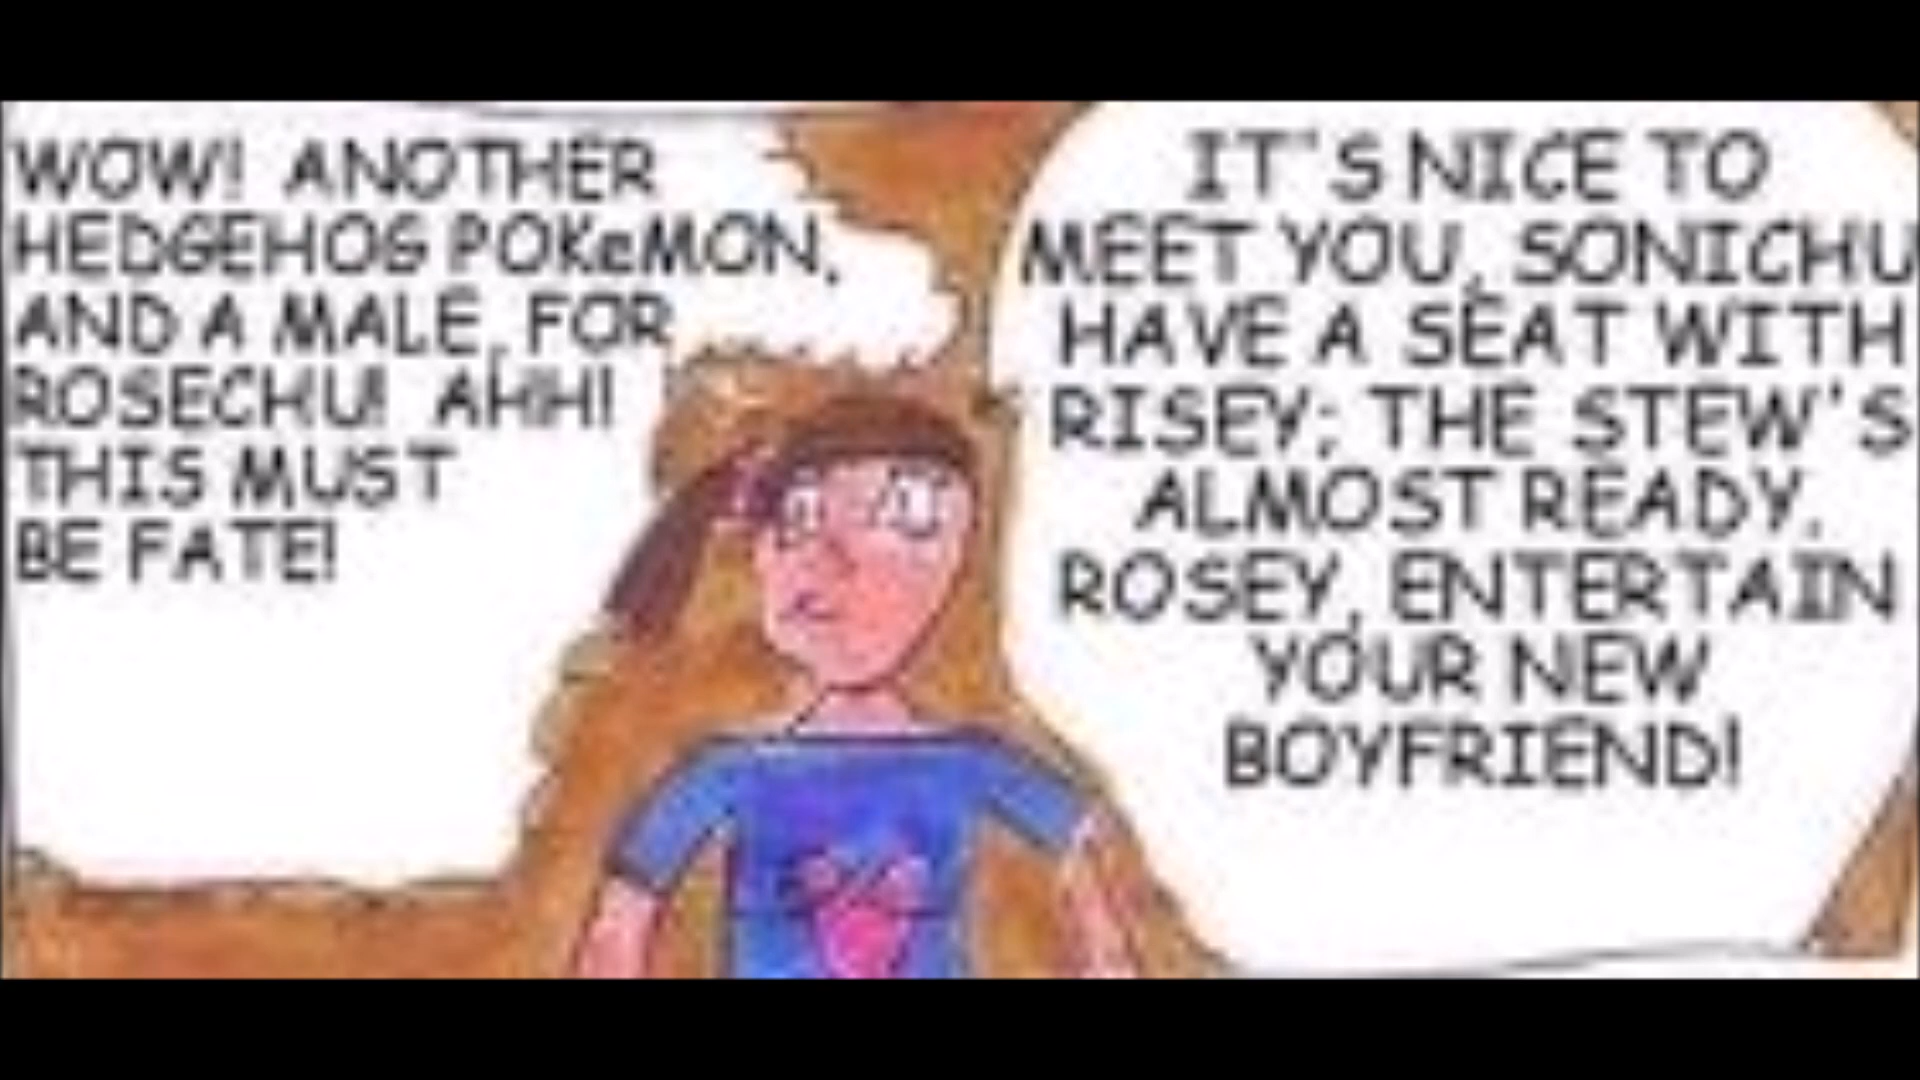 WOW! ANOTHER
HEDGEHOG POKeMON,
AND A MALE, FOR
ROSECHU! AHH!
THIS MUST
BE FATE!
IT'S NICE TO
MEET YOU, SONICHU
HAVE A SEAT WITH
RISEY; THE STEW'S
ALMOST READY.
ROSEY, ENTERTAIN
YOUR NEW
BOYFRIEND!